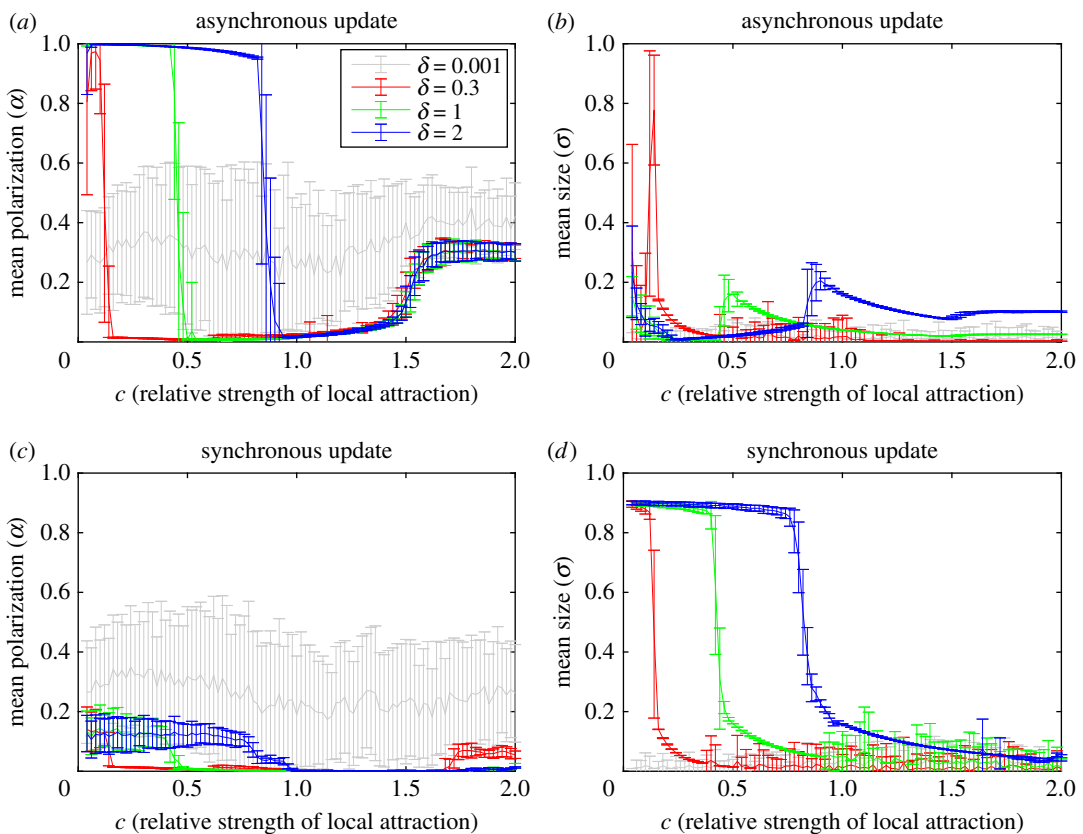 (a) asynchronous update
1.0
0.8
0.6
0.4
0.2
0 0.5 1.0 1.5 2.0
mean polarization (α)
c (relative strength of local attraction)
δ = 0.001
δ = 0.3
δ = 1
δ = 2
(b) asynchronous update
1.0
0.8
0.6
0.4
0.2
0 0.5 1.0 1.5 2.0
mean size (σ)
c (relative strength of local attraction)
(c) synchronous update
1.0
0.8
0.6
0.4
0.2
0 0.5 1.0 1.5 2.0
mean polarization (α)
c (relative strength of local attraction)
(d) synchronous update
1.0
0.8
0.6
0.4
0.2
0 0.5 1.0 1.5 2.0
mean size (σ)
c (relative strength of local attraction)